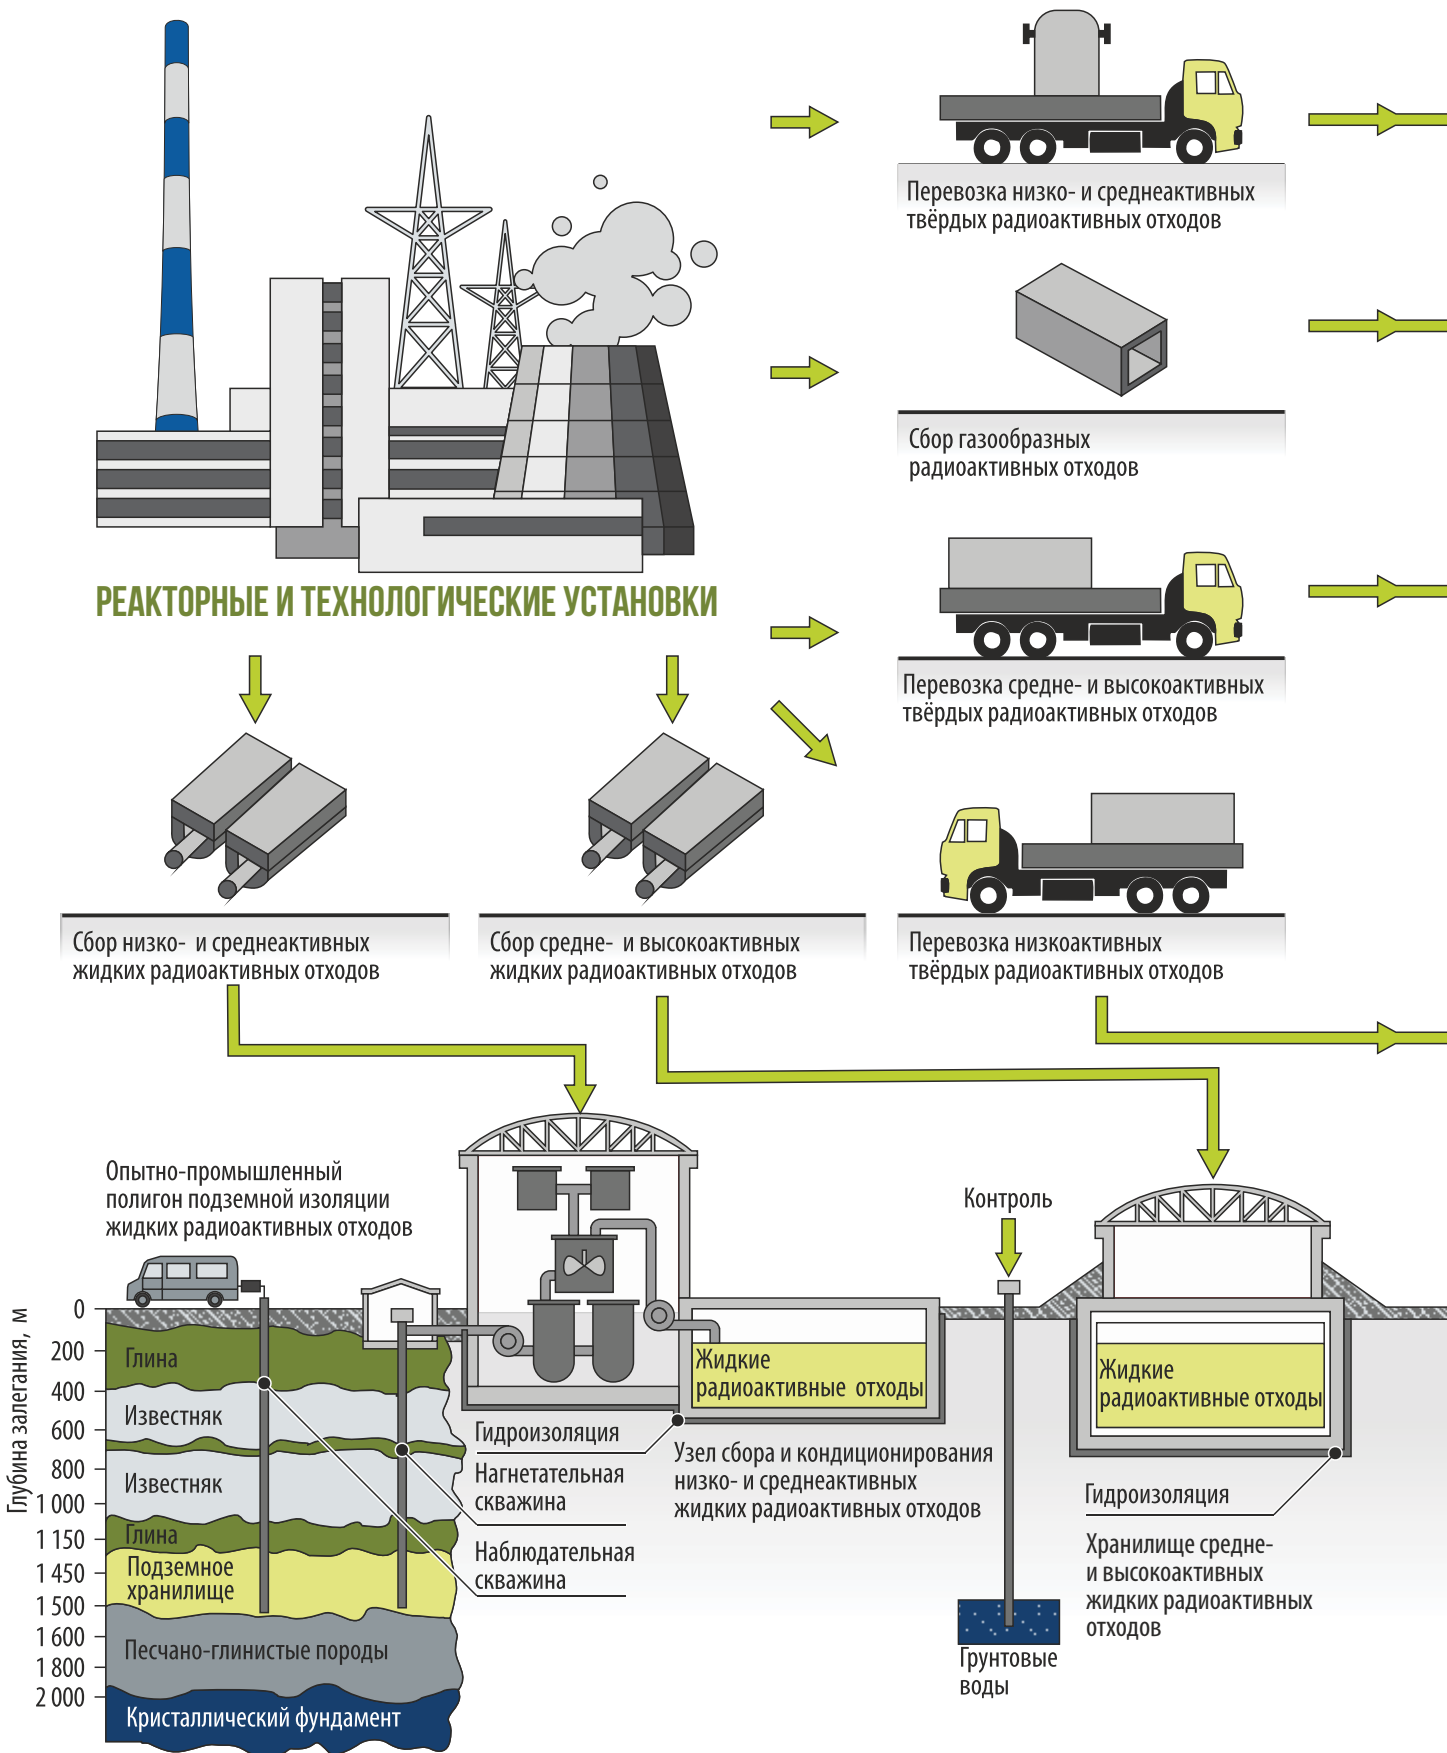 Перевозка низко- и среднеактивных
твёрдых радиоактивных отходов
Сбор газообразных
радиоактивных отходов
РЕАКТОРНЫЕ И ТЕХНОЛОГИЧЕСКИЕ УСТАНОВКИ
Перевозка средне- и высокоактивных
твёрдых радиоактивных отходов
Сбор низко- и среднеактивных
жидких радиоактивных отходов
Сбор средне- и высокоактивных
жидких радиоактивных отходов
Перевозка низкоактивных
твёрдых радиоактивных отходов
Опытно-промышленный
полигон подземной изоляции
жидких радиоактивных отходов
Контроль
Глубина залегания, м
0
200
400
600
800
1 000
1 150
1 450
1 500
1 600
1 800
2 000
Глина
Известняк
Известняк
Глина
Подземное
хранилище
Песчано-глинистые породы
Кристаллический фундамент
Гидроизоляция
Нагнетательная
скважина
Наблюдательная
скважина
Жидкие
радиоактивные отходы
Узел сбора и кондиционирования
низко- и среднеактивных
жидких радиоактивных отходов
Грунтовые
воды
Жидкие
радиоактивные отходы
Гидроизоляция
Хранилище средне-
и высокоактивных
жидких радиоактивных
отходов